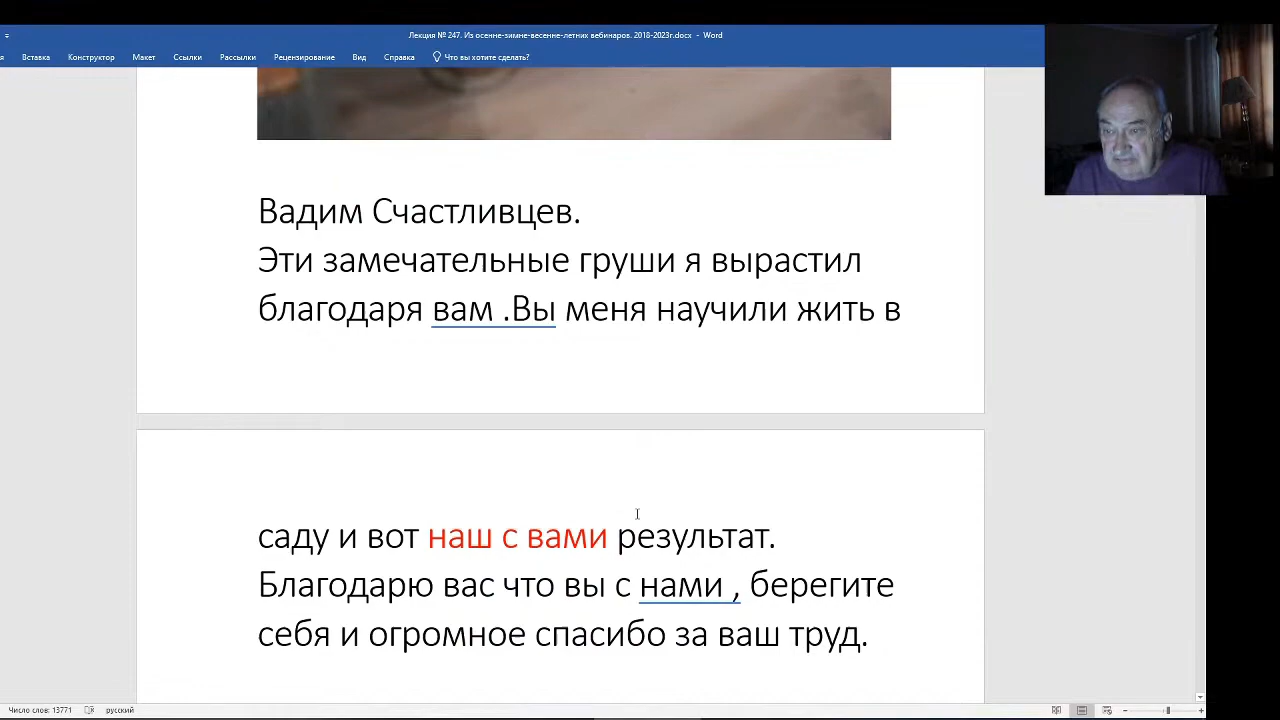 Лекция № 247. Из осенне-зимне-весенне-летних вебинаров. 2018-2023г.docx - Word
я Вставка Конструктор Макет Ссылки Рассылки Рецензирование Вид Справка Что вы хотите сделать?
Вадим Счастливцев.
Эти замечательные груши я вырастил
благодаря вам .Вы меня научили жить в
саду и вот наш с вами результат.
Благодарю вас что вы с нами , берегите
себя и огромное спасибо за ваш труд.
Число слов: 13771 русский